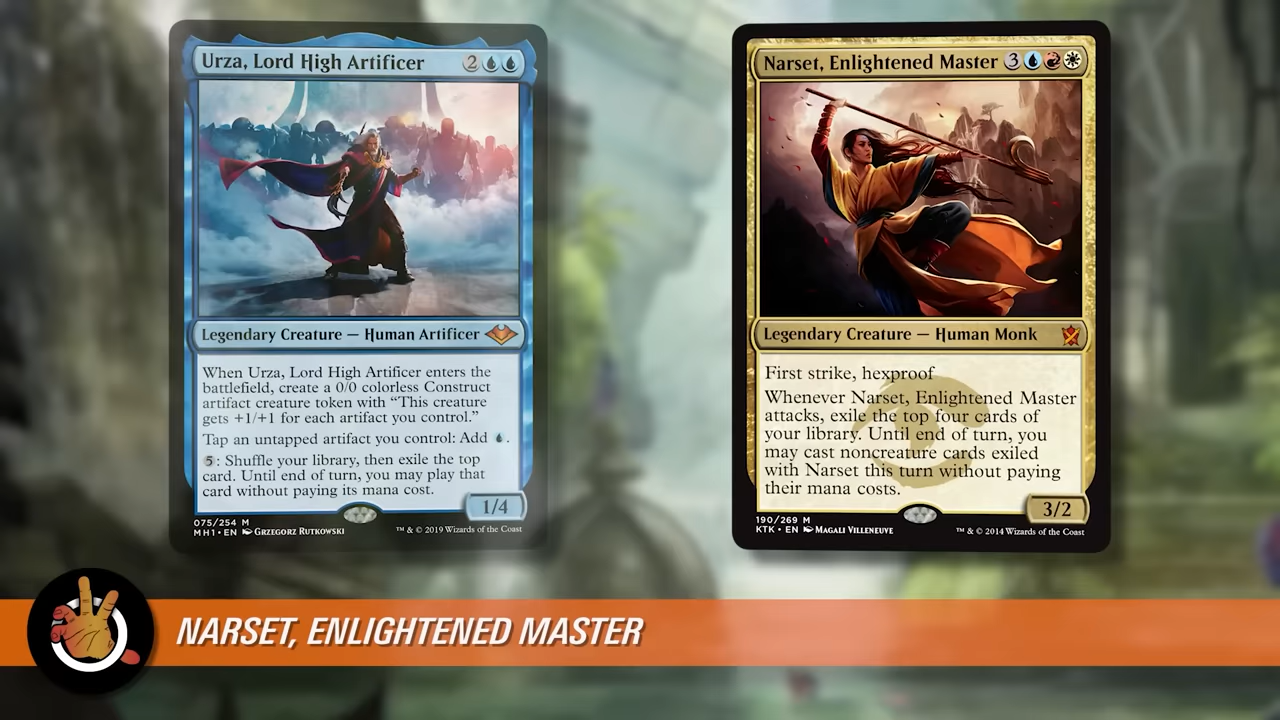 Urza, Lord High Artificer 2
Legendary Creature — Human Artificer
When Urza, Lord High Artificer enters the
battlefield, create a 0/0 colorless Construct
artifact creature token with “This creature
gets +1/+1 for each artifact you control.”
Tap an untapped artifact you control: Add .
5: Shuffle your library, then exile the top
card. Until end of turn, you may play that
card without paying its mana cost.
1/4
075/254 M
MH1 • EN Grzegorz Rutkowski
™ & © 2019 Wizards of the Coast
Narset, Enlightened Master 3
Legendary Creature — Human Monk
First strike, hexproof
Whenever Narset, Enlightened Master
attacks, exile the top four cards of
your library. Until end of turn, you
may cast noncreature cards exiled
with Narset this turn without paying
their mana costs.
3/2
190/269 M
KTK • EN Magali Villeneuve
™ & © 2014 Wizards of the Coast
NARSET, ENLIGHTENED MASTER